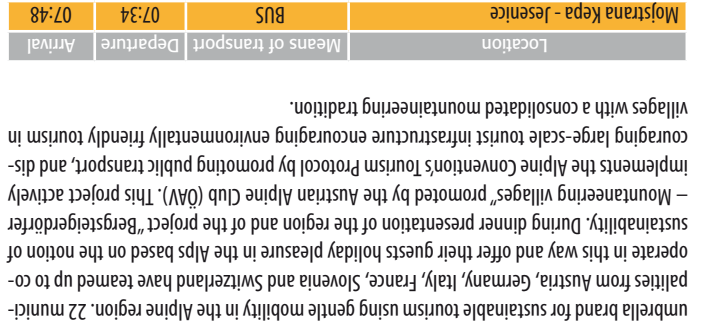 umbrella brand for sustainable tourism using gentle mobility in the Alpine region. 22 munici-
palities from Austria, Germany, Italy, France, Slovenia and Switzerland have teamed up to co-
operate in this way and offer their guests holiday pleasure in the Alps based on the notion of
sustainability. During dinner presentation of the region and of the project "Bergsteigerdörfer
– Mountaineering villages" promoted by the Austrian Alpine Club (ÖAV). This project actively
implements the Alpine Convention's Tourism Protocol by promoting public transport, and dis-
couraging large-scale tourist infrastructure encouraging environmentally friendly tourism in
villages with a consolidated mountaineering tradition.
Location Means of transport Departure Arrival
Mojstrana Kepa - Jesenice BUS 07:34 07:48